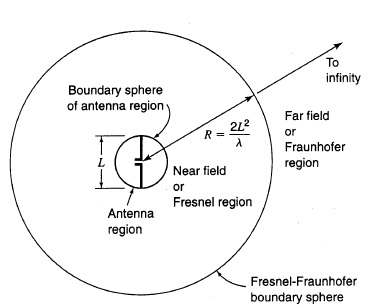 Boundary sphere
of antenna region
To
infinity
R = 2L²/λ
Far field
or
Fraunhofer
region
L
Near field
or
Fresnel region
Antenna
region
Fresnel-Fraunhofer
boundary sphere